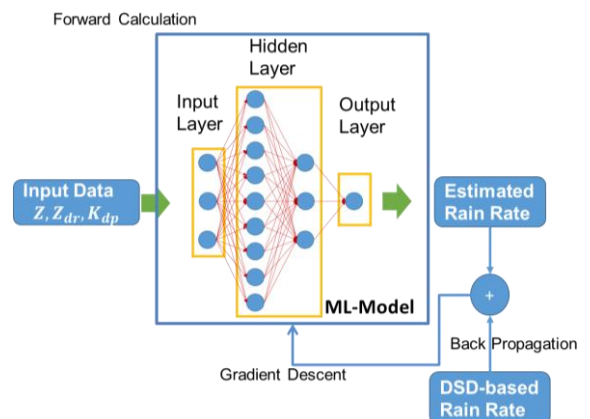 Forward Calculation
Hidden
Layer
Input
Layer
Output
Layer
Input Data
Z, Z_dr, K_dp
Estimated
Rain Rate
ML-Model
+
Back Propagation
Gradient Descent
DSD-based
Rain Rate